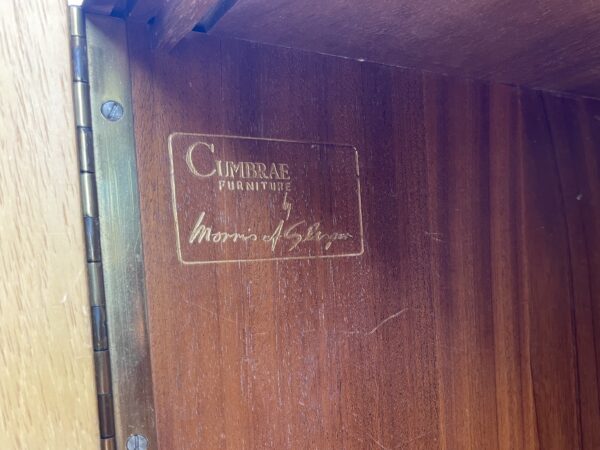 CUMBRAE
FURNITURE
by
Morris of Glasgow